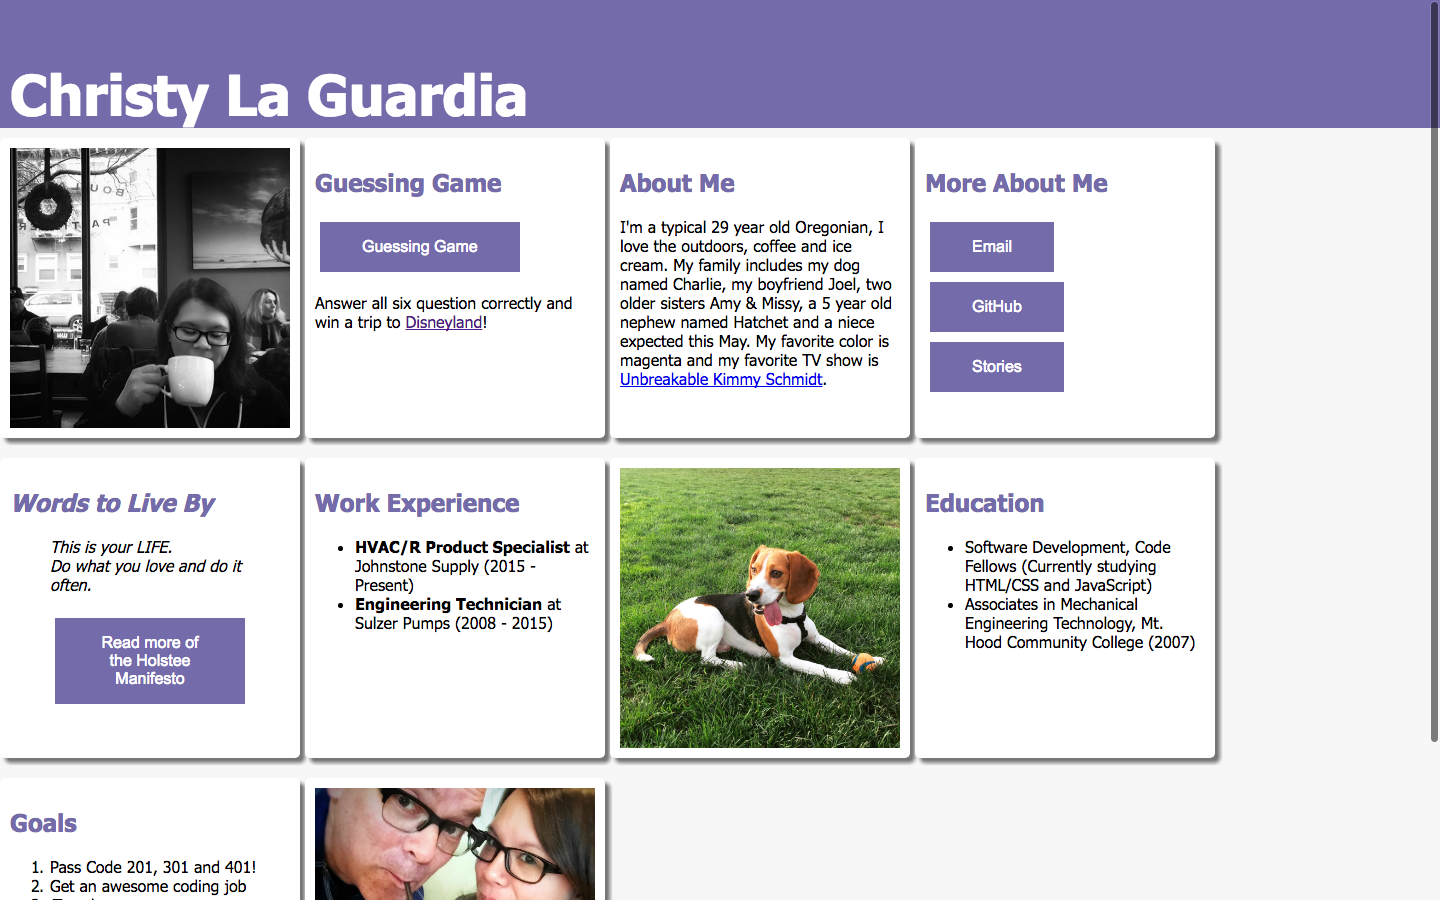 Christy La Guardia
Guessing Game
Guessing Game
Answer all six question correctly and
win a trip to Disneyland!
About Me
I'm a typical 29 year old Oregonian, I
love the outdoors, coffee and ice
cream. My family includes my dog
named Charlie, my boyfriend Joel, two
older sisters Amy & Missy, a 5 year old
nephew named Hatchet and a niece
expected this May. My favorite color is
magenta and my favorite TV show is
Unbreakable Kimmy Schmidt.
More About Me
Email
GitHub
Stories
Words to Live By
This is your LIFE.
Do what you love and do it
often.
Read more of
the Holstee
Manifesto
Work Experience
• HVAC/R Product Specialist at
Johnstone Supply (2015 -
Present)
• Engineering Technician at
Sulzer Pumps (2008 - 2015)
Education
• Software Development, Code
Fellows (Currently studying
HTML/CSS and JavaScript)
• Associates in Mechanical
Engineering Technology, Mt.
Hood Community College (2007)
Goals
1. Pass Code 201, 301 and 401!
2. Get an awesome coding job